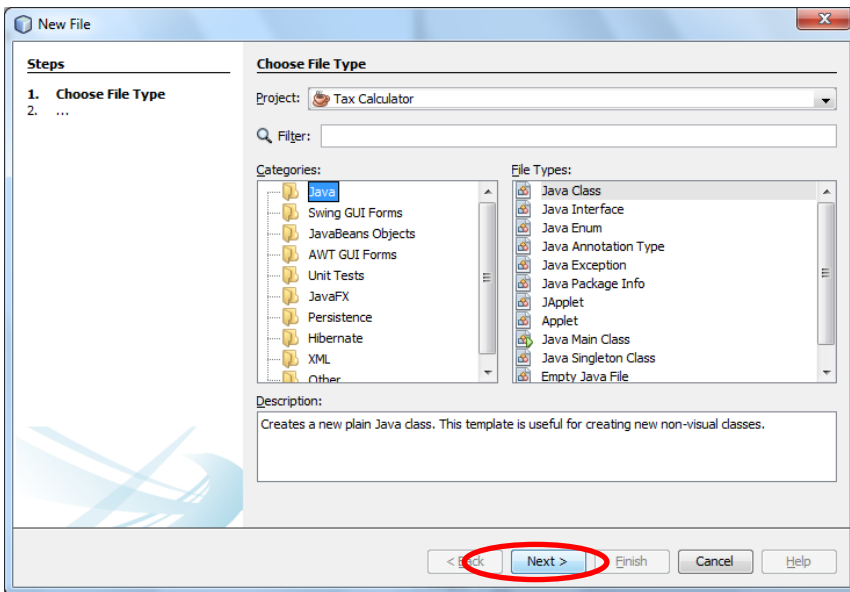 New File
Steps
1. Choose File Type
2. ...
Choose File Type
Project: Tax Calculator
Filter:
Categories:
Java
Swing GUI Forms
JavaBeans Objects
AWT GUI Forms
Unit Tests
JavaFX
Persistence
Hibernate
XML
Other
File Types:
Java Class
Java Interface
Java Enum
Java Annotation Type
Java Exception
Java Package Info
JApplet
Applet
Java Main Class
Java Singleton Class
Empty Java File
Description:
Creates a new plain Java class. This template is useful for creating new non-visual classes.
< Back Next > Finish Cancel Help